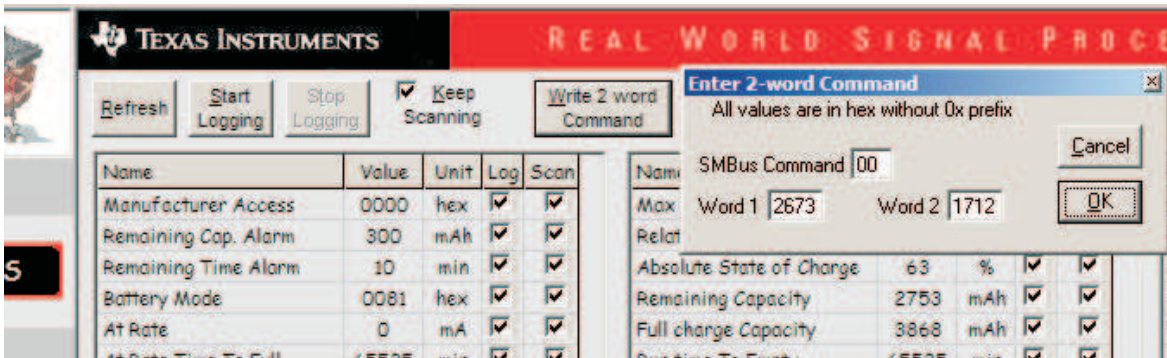 TEXAS INSTRUMENTS
REAL WORLD SIGNAL
Refresh
Start Logging
Stop Logging
Keep Scanning
Write 2 word Command
Enter 2-word Command
All values are in hex without 0x prefix
SMBus Command 00
Cancel
Word 1 2673 Word 2 1712
OK
Name Value Unit Log Scan
Manufacturer Access 0000 hex
Remaining Cap. Alarm 300 mAh
Remaining Time Alarm 10 min
Battery Mode 0081 hex
At Rate 0 mA
Max
Absolute State of Charge 63 %
Remaining Capacity 2753 mAh
Full charge Capacity 3868 mAh
S